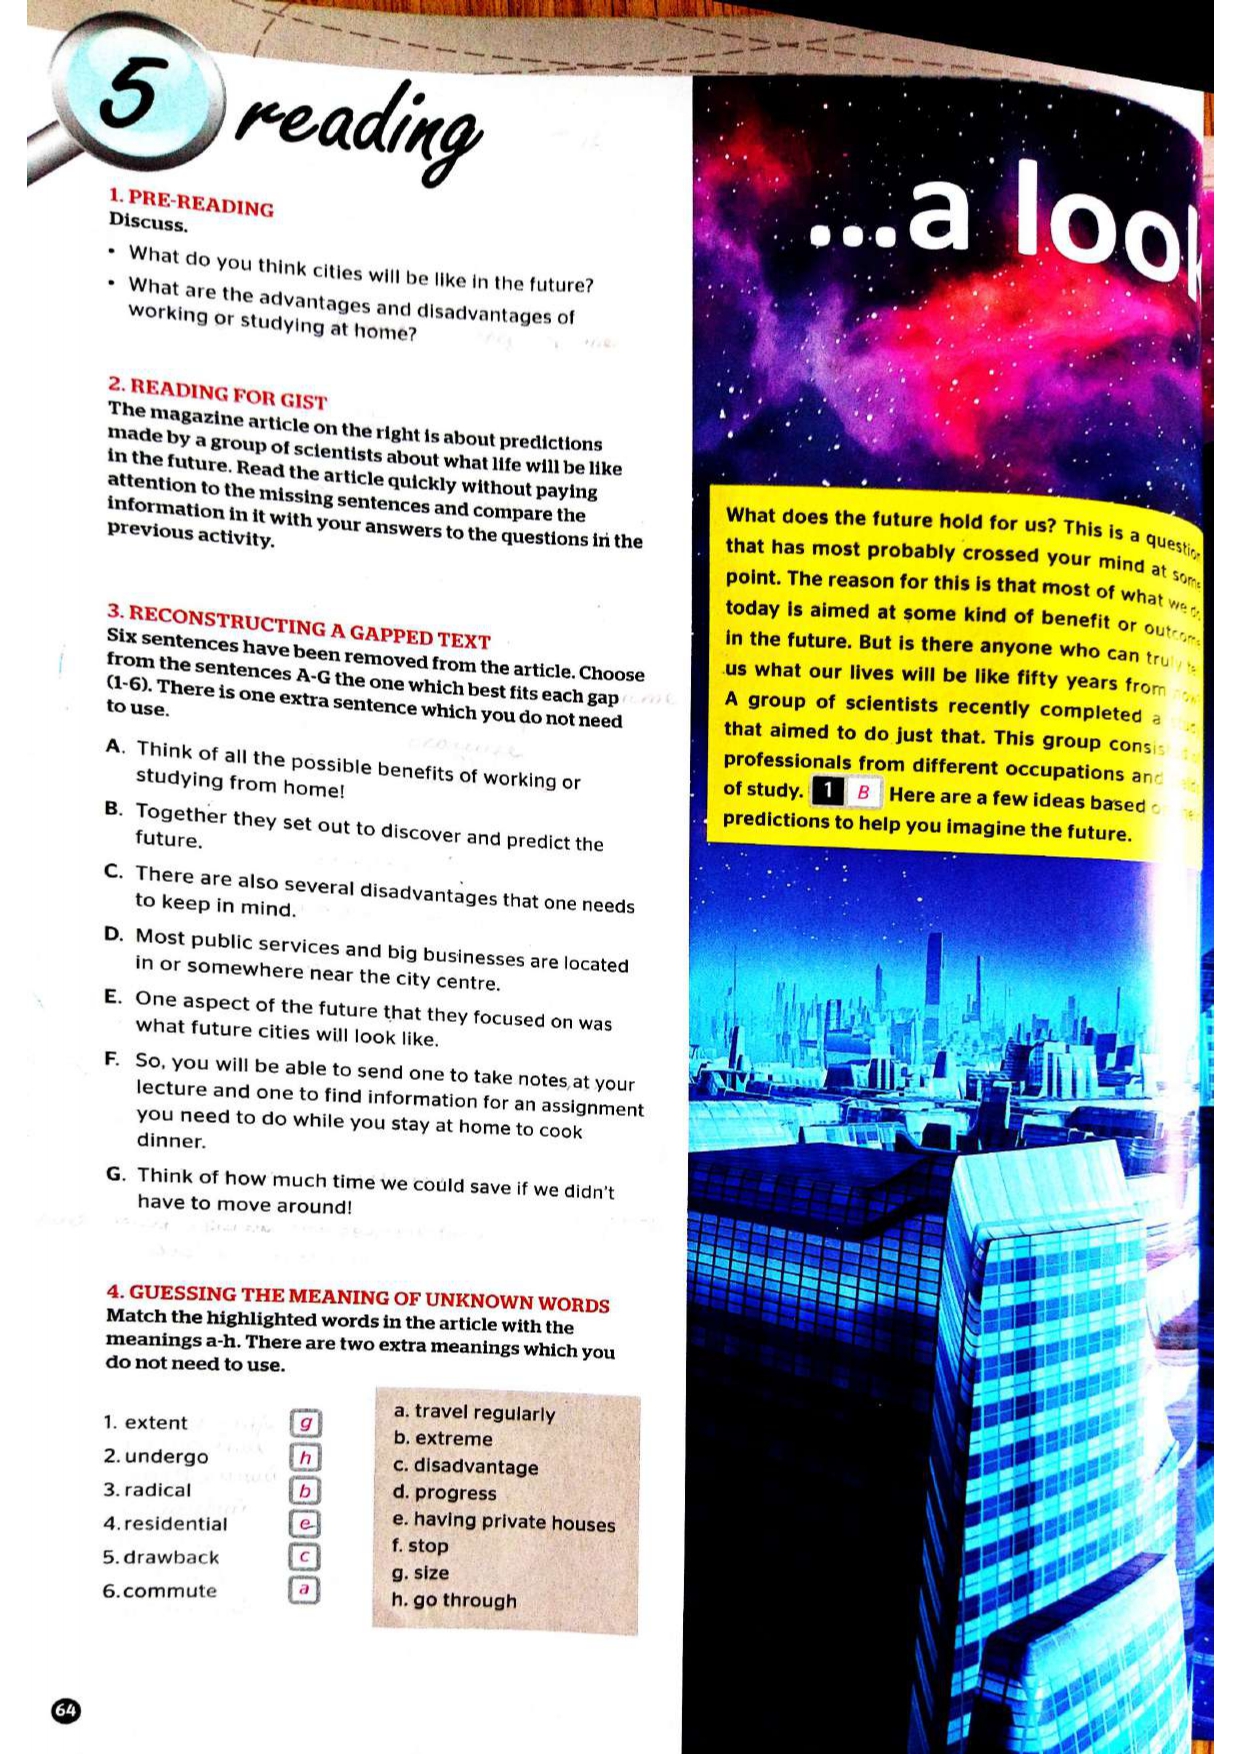 5 reading
1. PRE-READING
Discuss.
• What do you think cities will be like in the future?
• What are the advantages and disadvantages of
working or studying at home?
2. READING FOR GIST
The magazine article on the right is about predictions
made by a group of scientists about what life will be like
in the future. Read the article quickly without paying
attention to the missing sentences and compare the
information in it with your answers to the questions in the
previous activity.
3. RECONSTRUCTING A GAPPED TEXT
Six sentences have been removed from the article. Choose
from the sentences A-G the one which best fits each gap
(1-6). There is one extra sentence which you do not need
to use.
A. Think of all the possible benefits of working or
studying from home!
B. Together they set out to discover and predict the
future.
C. There are also several disadvantages that one needs
to keep in mind.
D. Most public services and big businesses are located
in or somewhere near the city centre.
E. One aspect of the future that they focused on was
what future cities will look like.
F. So, you will be able to send one to take notes at your
lecture and one to find information for an assignment
you need to do while you stay at home to cook
dinner.
G. Think of how much time we could save if we didn't
have to move around!
4. GUESSING THE MEANING OF UNKNOWN WORDS
Match the highlighted words in the article with the
meanings a-h. There are two extra meanings which you
do not need to use.
1. extent g
2. undergo h
3. radical b
4. residential e
5. drawback c
6. commute a
a. travel regularly
b. extreme
c. disadvantage
d. progress
e. having private houses
f. stop
g. size
h. go through
64
...a look
What does the future hold for us? This is a question
that has most probably crossed your mind at some
point. The reason for this is that most of what we
today is aimed at some kind of benefit or outcome
in the future. But is there anyone who can truly
us what our lives will be like fifty years from
A group of scientists recently completed a
that aimed to do just that. This group
professionals from different occupations and
of study. 1 B Here are a few ideas based
predictions to help you imagine the future.